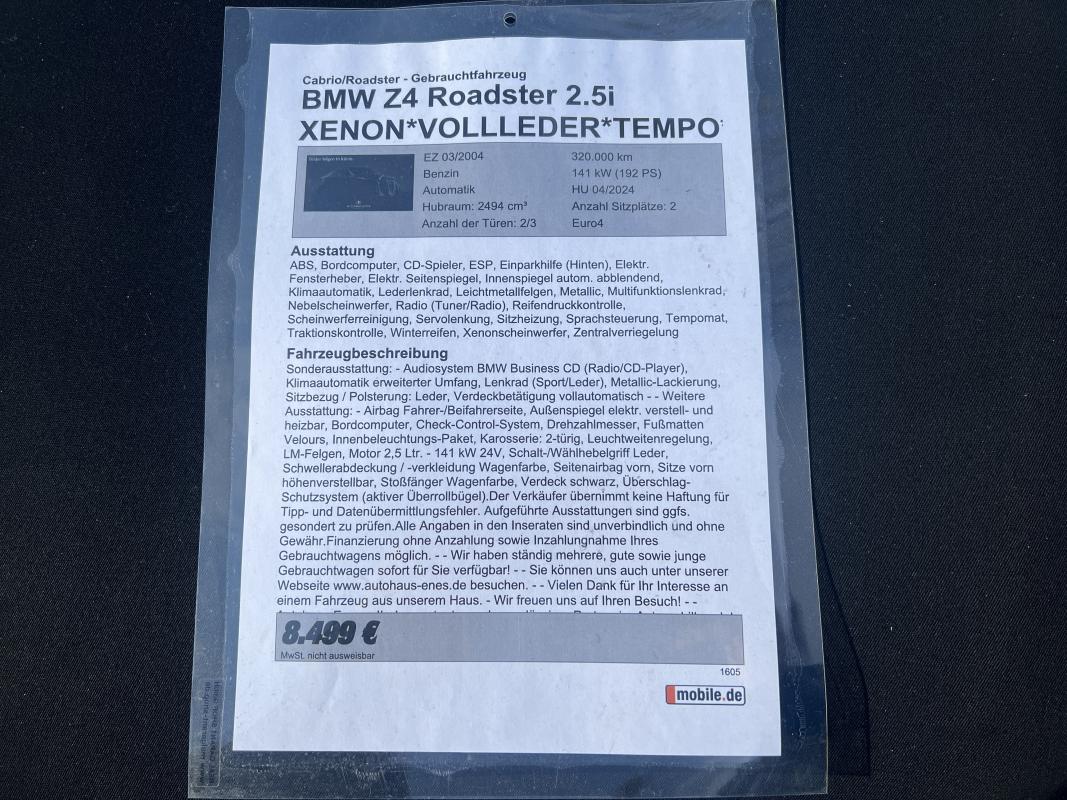 Cabrio/Roadster - Gebrauchtfahrzeug
BMW Z4 Roadster 2.5i
XENON*VOLLLEDER*TEMPO
Bilder folgen in Kürze.
EZ 03/2004 320.000 km
Benzin 141 kW (192 PS)
Automatik HU 04/2024
Hubraum: 2494 cm³ Anzahl Sitzplätze: 2
Anzahl der Türen: 2/3 Euro4
Ausstattung
ABS, Bordcomputer, CD-Spieler, ESP, Einparkhilfe (Hinten), Elektr.
Fensterheber, Elektr. Seitenspiegel, Innenspiegel autom. abblendend,
Klimaautomatik, Lederlenkrad, Leichtmetallfelgen, Metallic, Multifunktionslenkrad,
Nebelscheinwerfer, Radio (Tuner/Radio), Reifendruckkontrolle,
Scheinwerferreinigung, Servolenkung, Sitzheizung, Sprachsteuerung, Tempomat,
Traktionskontrolle, Winterreifen, Xenonscheinwerfer, Zentralverriegelung
Fahrzeugbeschreibung
Sonderausstattung: - Audiosystem BMW Business CD (Radio/CD-Player),
Klimaautomatik erweiterter Umfang, Lenkrad (Sport/Leder), Metallic-Lackierung,
Sitzbezug / Polsterung: Leder, Verdeckbetätigung vollautomatisch - - Weitere
Ausstattung: - Airbag Fahrer-/Beifahrerseite, Außenspiegel elektr. verstell- und
heizbar, Bordcomputer, Check-Control-System, Drehzahlmesser, Fußmatten
Velours, Innenbeleuchtungs-Paket, Karosserie: 2-türig, Leuchtweitenregelung,
LM-Felgen, Motor 2,5 Ltr. - 141 kW 24V, Schalt-/Wählhebelgriff Leder,
Schwellerabdeckung / -verkleidung Wagenfarbe, Seitenairbag vorn, Sitze vorn
höhenverstellbar, Stoßfänger Wagenfarbe, Verdeck schwarz, Überschlag-
Schutzsystem (aktiver Überrollbügel).Der Verkäufer übernimmt keine Haftung für
Tipp- und Datenübermittlungsfehler. Aufgeführte Ausstattungen sind ggfs.
gesondert zu prüfen.Alle Angaben in den Inseraten sind unverbindlich und ohne
Gewähr.Finanzierung ohne Anzahlung sowie Inzahlungnahme Ihres
Gebrauchtwagens möglich. - - Wir haben ständig mehrere, gute sowie junge
Gebrauchtwagen sofort für Sie verfügbar! - - Sie können uns auch unter unserer
Webseite www.autohaus-enes.de besuchen. - - Vielen Dank für Ihr Interesse an
einem Fahrzeug aus unserem Haus. - Wir freuen uns auf Ihren Besuch! - -
8.499 €
MwSt. nicht ausweisbar
1605
mobile.de